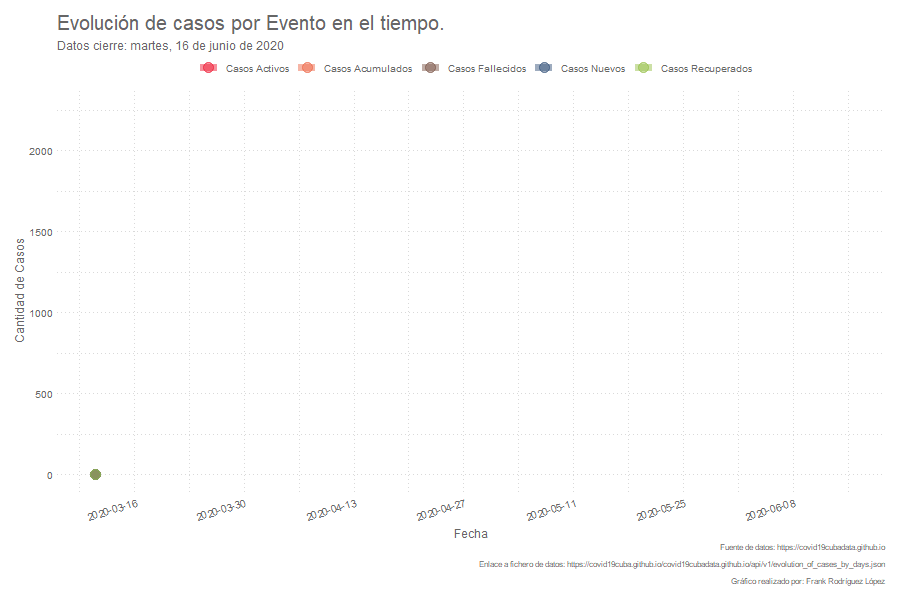 Evolución de casos por Evento en el tiempo.
Datos cierre: martes, 16 de junio de 2020
Casos Activos Casos Acumulados Casos Fallecidos Casos Nuevos Casos Recuperados
Cantidad de Casos
2000
1500
1000
500
0
2020-03-16 2020-03-30 2020-04-13 2020-04-27 2020-05-11 2020-05-25 2020-06-08
Fecha
Fuente de datos: https://covid19cubadata.github.io
Enlace a fichero de datos: https://covid19cuba.github.io/covid19cubadata.github.io/api/v1/evolution_of_cases_by_days.json
Gráfico realizado por: Frank Rodríguez López